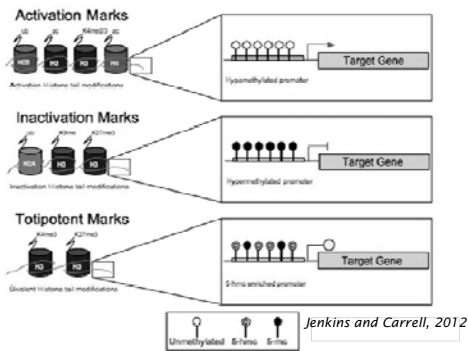 Activation Marks
ub ac K4me2/3 ac
H2B H3 H3 H4
Activation Histone tail modifications
Target Gene
Hypomethylated promoter
Inactivation Marks
ub K9me K27me3
H2A H3 H3
Inactivation Histone tail modifications
Target Gene
Hypermethylated promoter
Totipotent Marks
K4me3 K27me3
H3 H3
Bivalent Histone tail modifications
Target Gene
5-hmc enriched promoter
Unmethylated 5-hmc 5-mc
Jenkins and Carrell, 2012